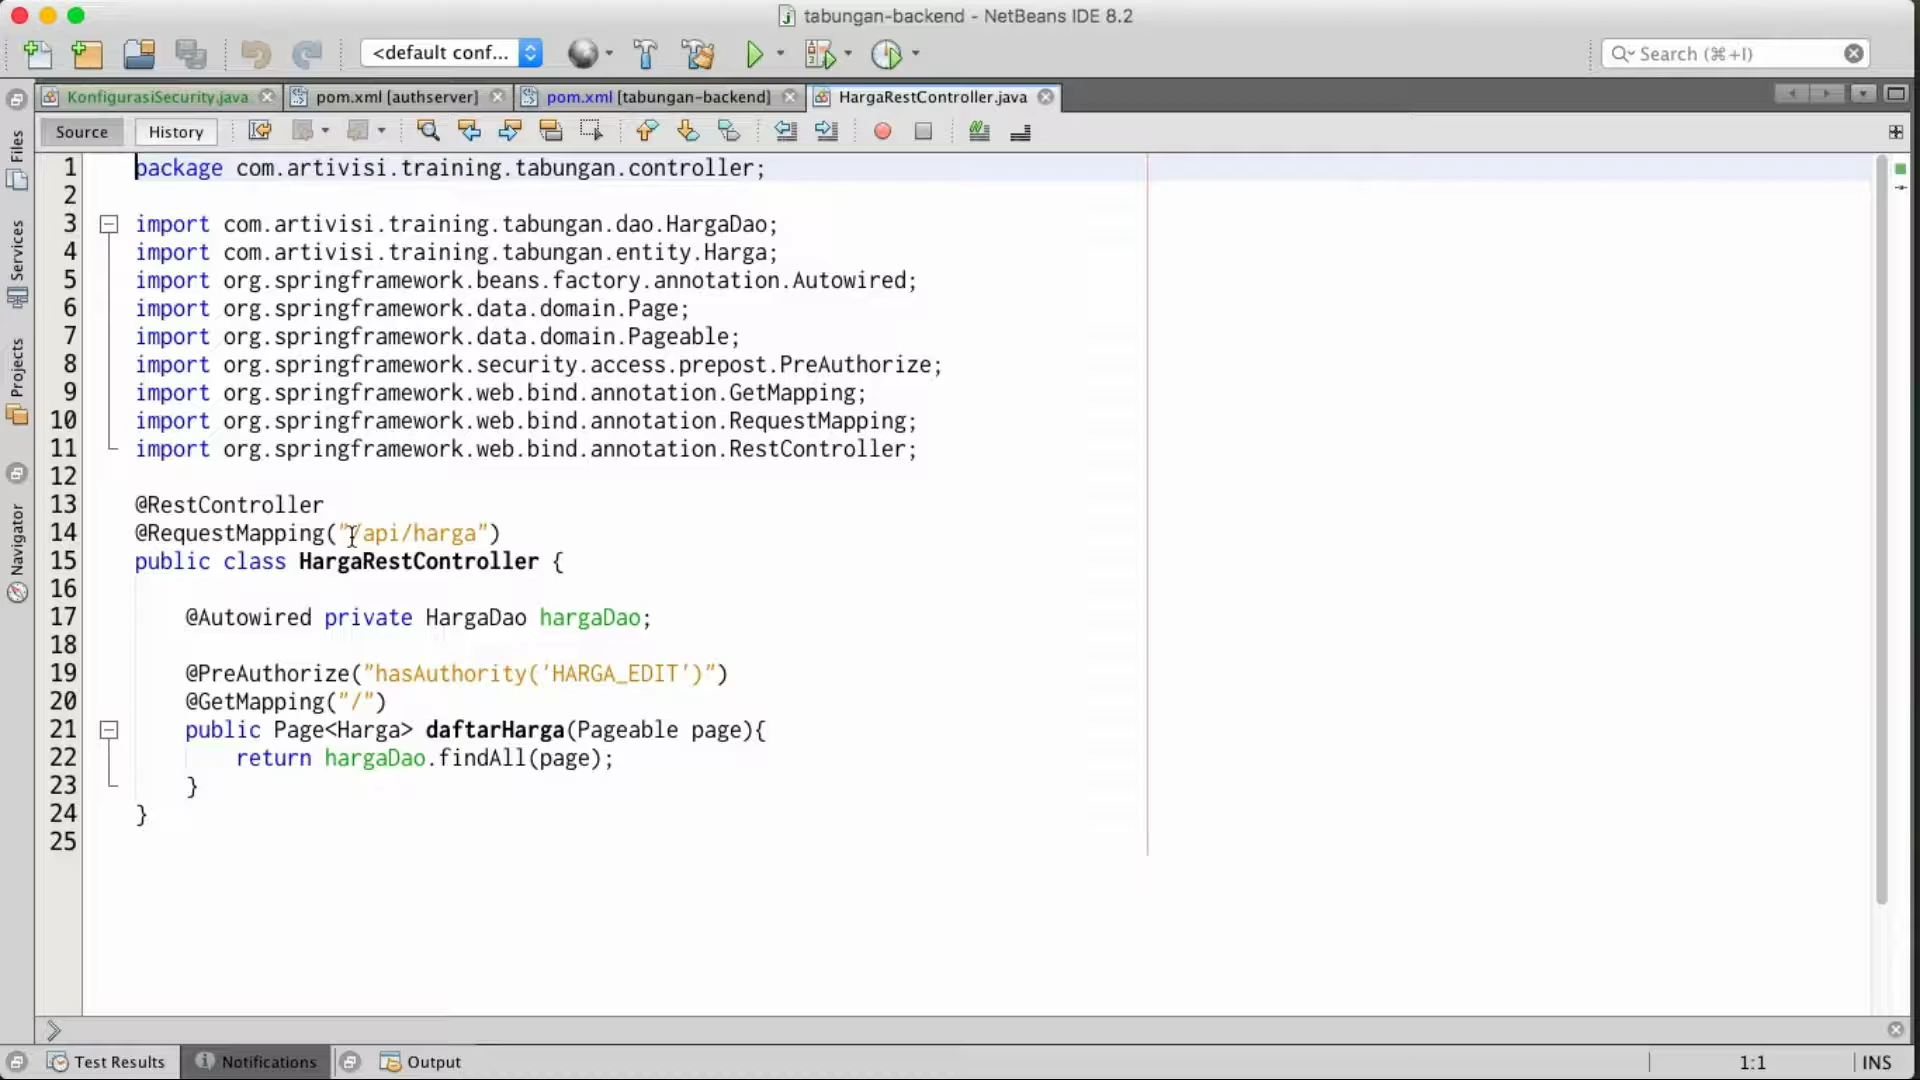 tabungan-backend - NetBeans IDE 8.2
<default conf...
Search (⌘+I)
KonfigurasiSecurity.java
pom.xml [authserver]
pom.xml [tabungan-backend]
HargaRestController.java
Source
History
Files
Services
Projects
Navigator
1 package com.artivisi.training.tabungan.controller;
2
3 import com.artivisi.training.tabungan.dao.HargaDao;
4 import com.artivisi.training.tabungan.entity.Harga;
5 import org.springframework.beans.factory.annotation.Autowired;
6 import org.springframework.data.domain.Page;
7 import org.springframework.data.domain.Pageable;
8 import org.springframework.security.access.prepost.PreAuthorize;
9 import org.springframework.web.bind.annotation.GetMapping;
10 import org.springframework.web.bind.annotation.RequestMapping;
11 import org.springframework.web.bind.annotation.RestController;
12
13 @RestController
14 @RequestMapping("/api/harga")
15 public class HargaRestController {
16
17 @Autowired private HargaDao hargaDao;
18
19 @PreAuthorize("hasAuthority('HARGA_EDIT')")
20 @GetMapping("/")
21 public Page<Harga> daftarHarga(Pageable page){
22 return hargaDao.findAll(page);
23 }
24 }
25
Test Results
Notifications
Output
1:1
INS